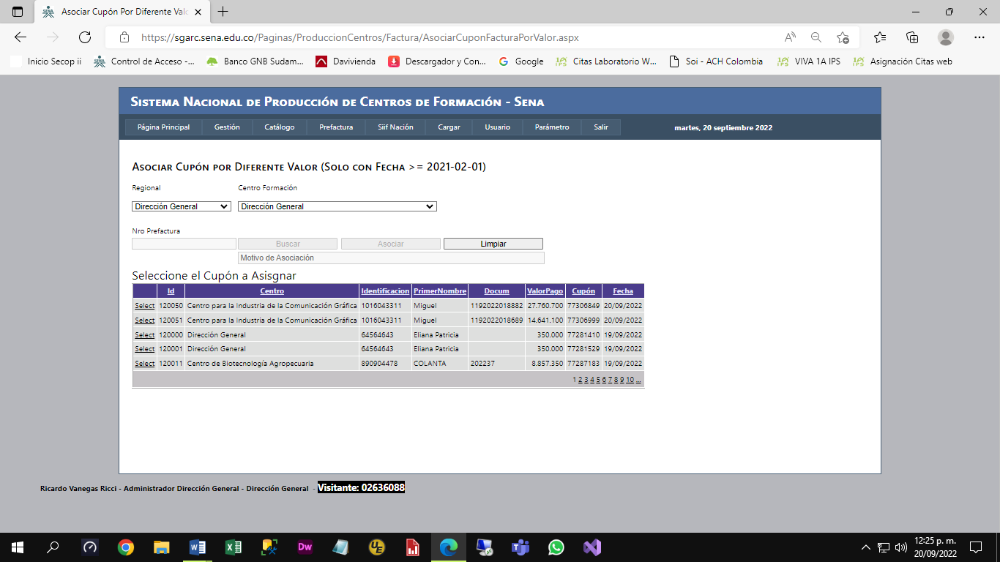 Asociar Cupón Por Diferente Valo
https://sgarc.sena.edu.co/Paginas/ProduccionCentros/Factura/AsociarCuponFacturaPorValor.aspx
Inicio Secop ii Control de Acceso -... Banco GNB Sudam... Davivienda Descargador y Con... Google Citas Laboratorio W... Soi - ACH Colombia VIVA 1A IPS Asignación Citas web
Sistema Nacional de Producción de Centros de Formación - Sena
Página Principal Gestión Catálogo Prefactura Siif Nación Cargar Usuario Parámetro Salir martes, 20 septiembre 2022
Asociar Cupón por Diferente Valor (Solo con Fecha >= 2021-02-01)
Regional Centro Formación
Dirección General Dirección General
Nro Prefactura
Buscar Asociar Limpiar
Motivo de Asociación
Seleccione el Cupón a Asisgnar
Id Centro Identificacion PrimerNombre Docum ValorPago Cupón Fecha
Select 120050 Centro para la Industria de la Comunicación Gráfica 1016043311 Miguel 1192022018882 27.760.700 77306849 20/09/2022
Select 120051 Centro para la Industria de la Comunicación Gráfica 1016043311 Miguel 1192022018689 14.641.100 77306999 20/09/2022
Select 120000 Dirección General 64564643 Eliana Patricia 350.000 77281410 19/09/2022
Select 120001 Dirección General 64564643 Eliana Patricia 350.000 77281529 19/09/2022
Select 120011 Centro de Biotecnología Agropecuaria 890904478 COLANTA 202237 8.857.350 77287183 19/09/2022
1 2 3 4 5 6 7 8 9 10 ...
Ricardo Vanegas Ricci - Administrador Dirección General - Dirección General - Visitante: 02636088
12:25 p. m.
20/09/2022